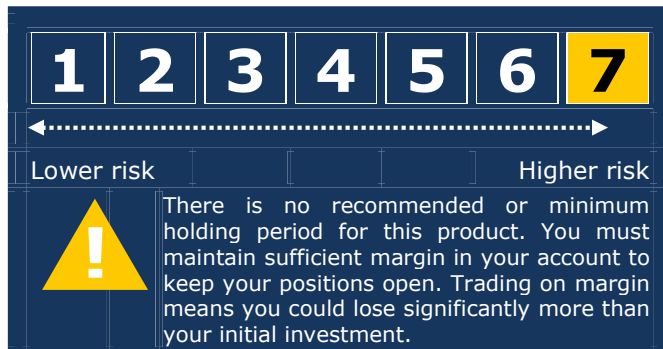 1 2 3 4 5 6 7
Lower risk Higher risk
! There is no recommended or minimum
holding period for this product. You must
maintain sufficient margin in your account to
keep your positions open. Trading on margin
means you could lose significantly more than
your initial investment.